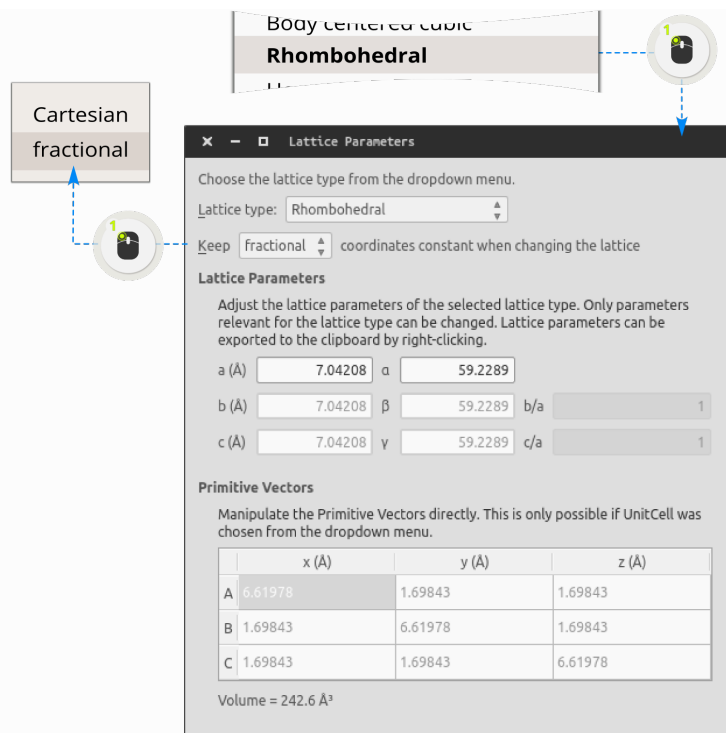 Body centered cubic
Rhombohedral
Cartesian
fractional
1
1
Lattice Parameters
Choose the lattice type from the dropdown menu.
Lattice type: Rhombohedral
Keep fractional coordinates constant when changing the lattice
Lattice Parameters
Adjust the lattice parameters of the selected lattice type. Only parameters
relevant for the lattice type can be changed. Lattice parameters can be
exported to the clipboard by right-clicking.
a (Å) 7.04208 α 59.2289
b (Å) 7.04208 β 59.2289 b/a 1
c (Å) 7.04208 γ 59.2289 c/a 1
Primitive Vectors
Manipulate the Primitive Vectors directly. This is only possible if UnitCell was
chosen from the dropdown menu.
x (Å) y (Å) z (Å)
A 6.61978 1.69843 1.69843
B 1.69843 6.61978 1.69843
C 1.69843 1.69843 6.61978
Volume = 242.6 Å³